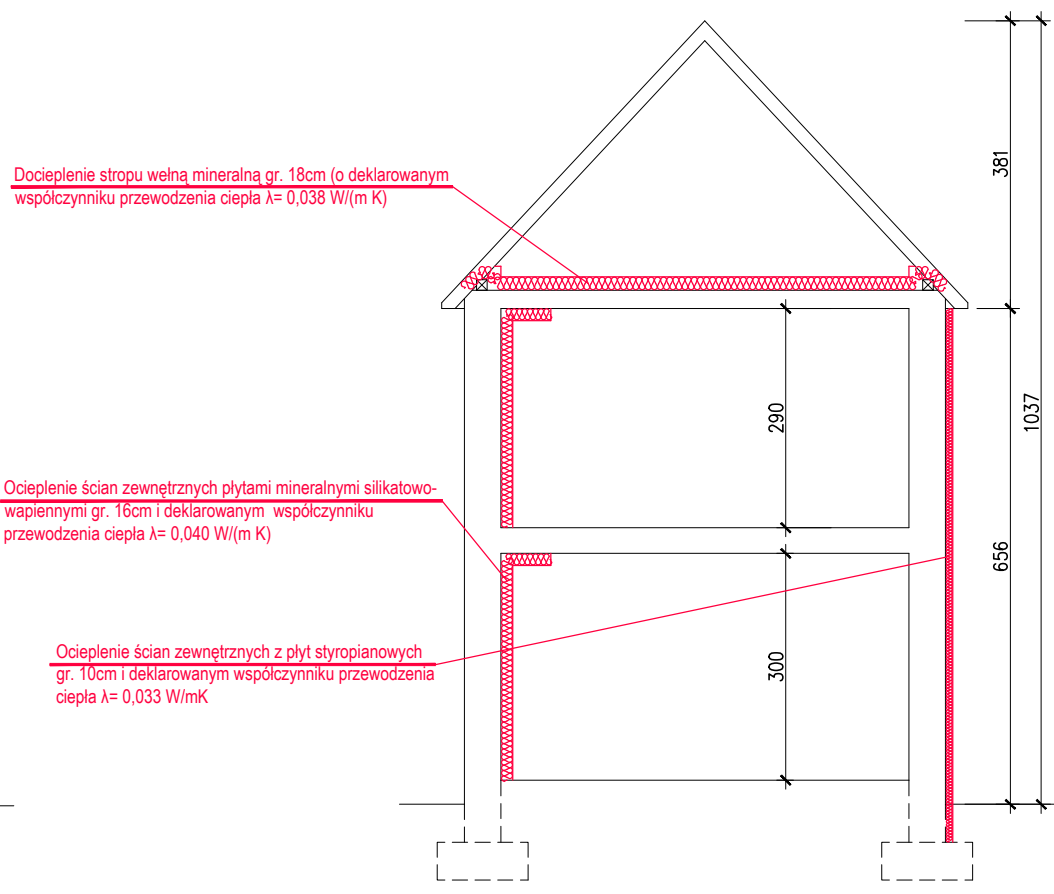 Docieplenie stropu wełną mineralną gr. 18cm (o deklarowanym
współczynniku przewodzenia ciepła λ= 0,038 W/(m K)
Ocieplenie ścian zewnętrznych płytami mineralnymi silikatowo-
wapiennymi gr. 16cm i deklarowanym współczynniku
przewodzenia ciepła λ= 0,040 W/(m K)
Ocieplenie ścian zewnętrznych z płyt styropianowych
gr. 10cm i deklarowanym współczynniku przewodzenia
ciepła λ= 0,033 W/mK
290
300
381
656
1037